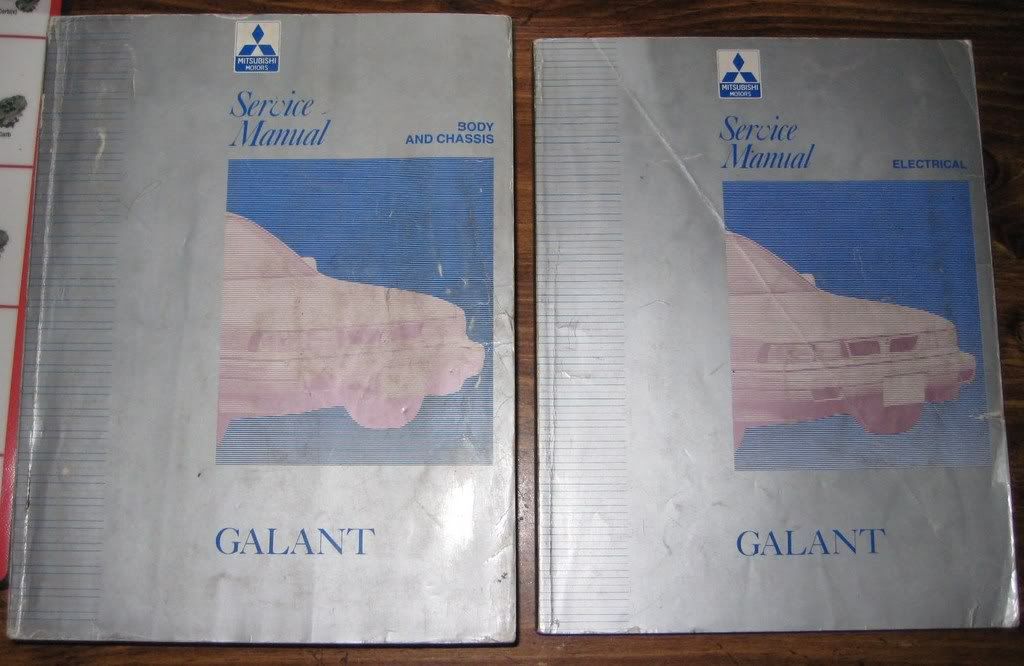 MITSUBISHI
MOTORS
Service
Manual
BODY
AND CHASSIS
GALANT
MITSUBISHI
MOTORS
Service
Manual
ELECTRICAL
GALANT